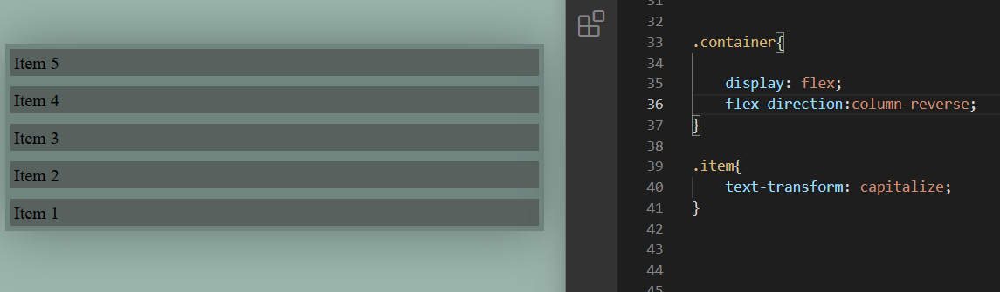 Item 5
Item 4
Item 3
Item 2
Item 1
31
32
33 .container{
34
35     display: flex;
36     flex-direction:column-reverse;
37 }
38
39 .item{
40     text-transform: capitalize;
41 }
42
43
44
45